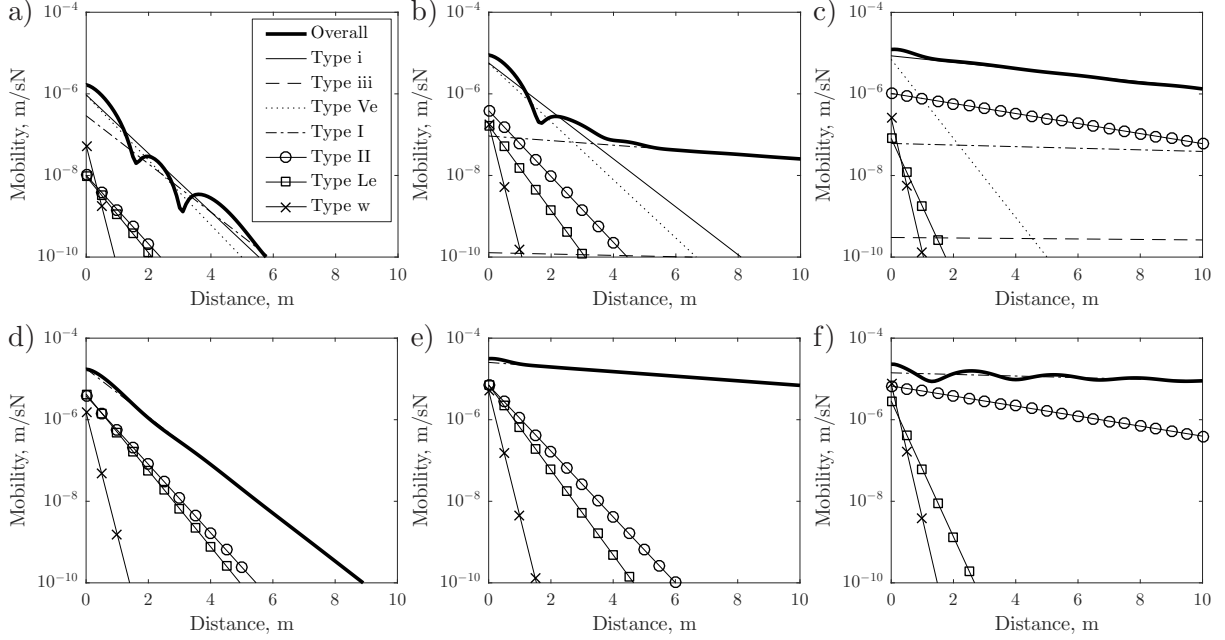 a)
10^-4
10^-6
10^-8
10^-10
Mobility, m/sN
0 2 4 6 8 10
Distance, m
Overall
Type i
Type iii
Type Ve
Type I
Type II
Type Le
Type w
b)
10^-4
10^-6
10^-8
10^-10
Mobility, m/sN
0 2 4 6 8 10
Distance, m
c)
10^-4
10^-6
10^-8
10^-10
Mobility, m/sN
0 2 4 6 8 10
Distance, m
d)
10^-4
10^-6
10^-8
10^-10
Mobility, m/sN
0 2 4 6 8 10
Distance, m
e)
10^-4
10^-6
10^-8
10^-10
Mobility, m/sN
0 2 4 6 8 10
Distance, m
f)
10^-4
10^-6
10^-8
10^-10
Mobility, m/sN
0 2 4 6 8 10
Distance, m